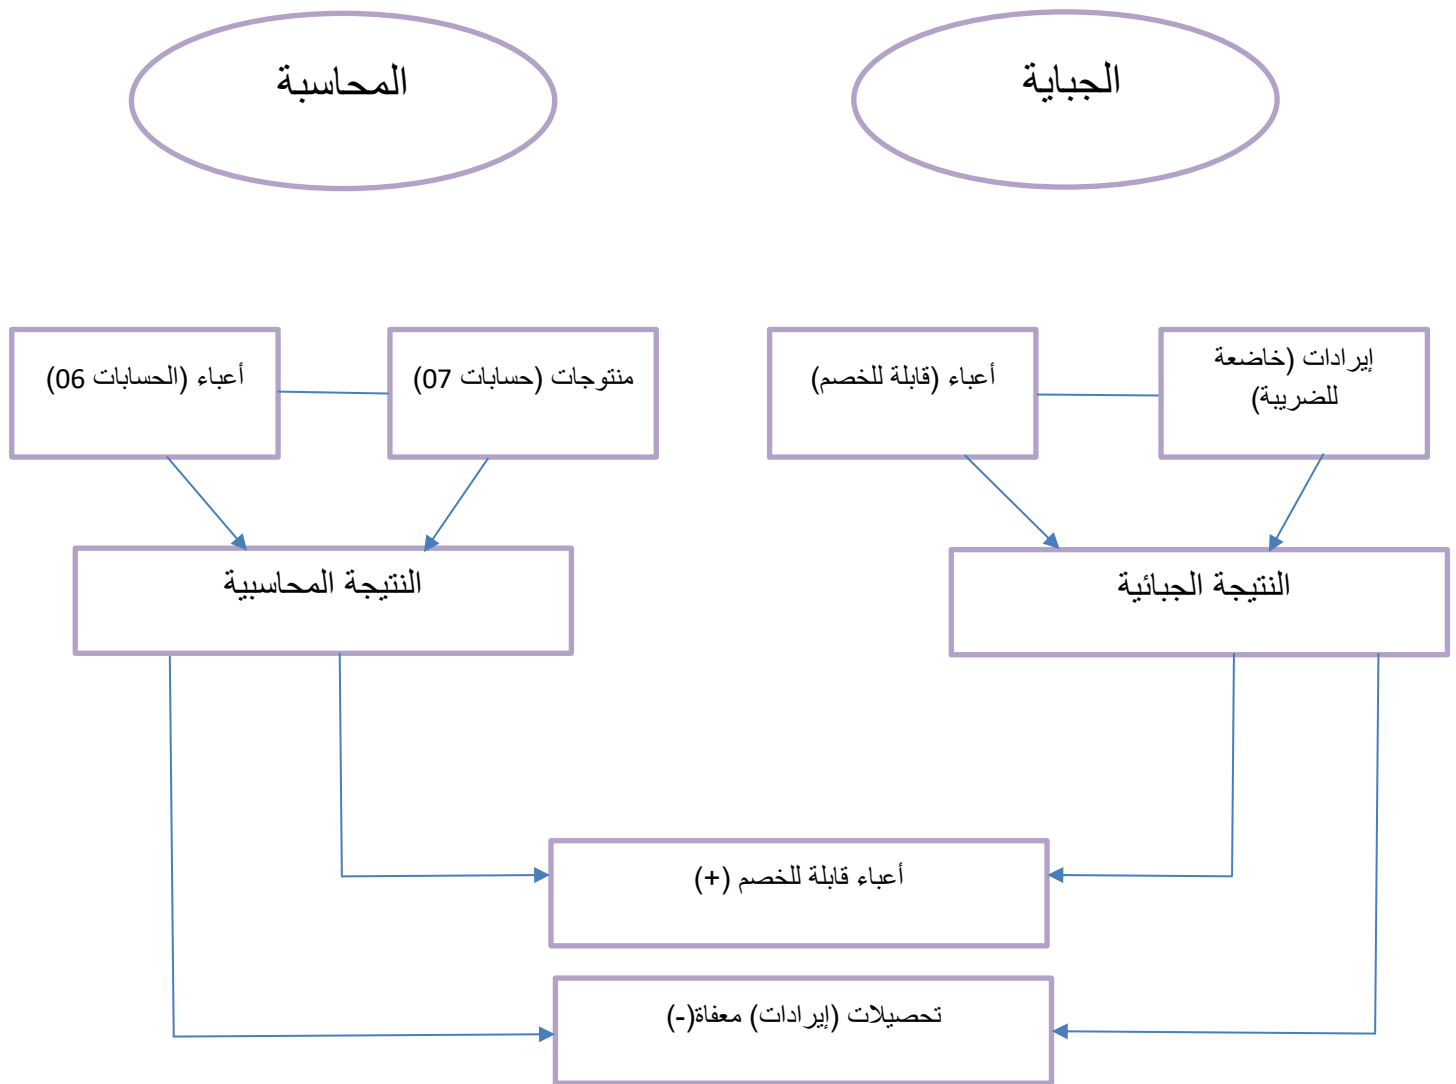 الجباية
المحاسبة
إيرادات (خاضعة
للضريبة)
أعباء (قابلة للخصم)
منتوجات (حسابات 07)
أعباء (الحسابات 06)
النتيجة الجبائية
النتيجة المحاسبية
أعباء قابلة للخصم (+)
تحصيلات (إيرادات) معفاة(-)